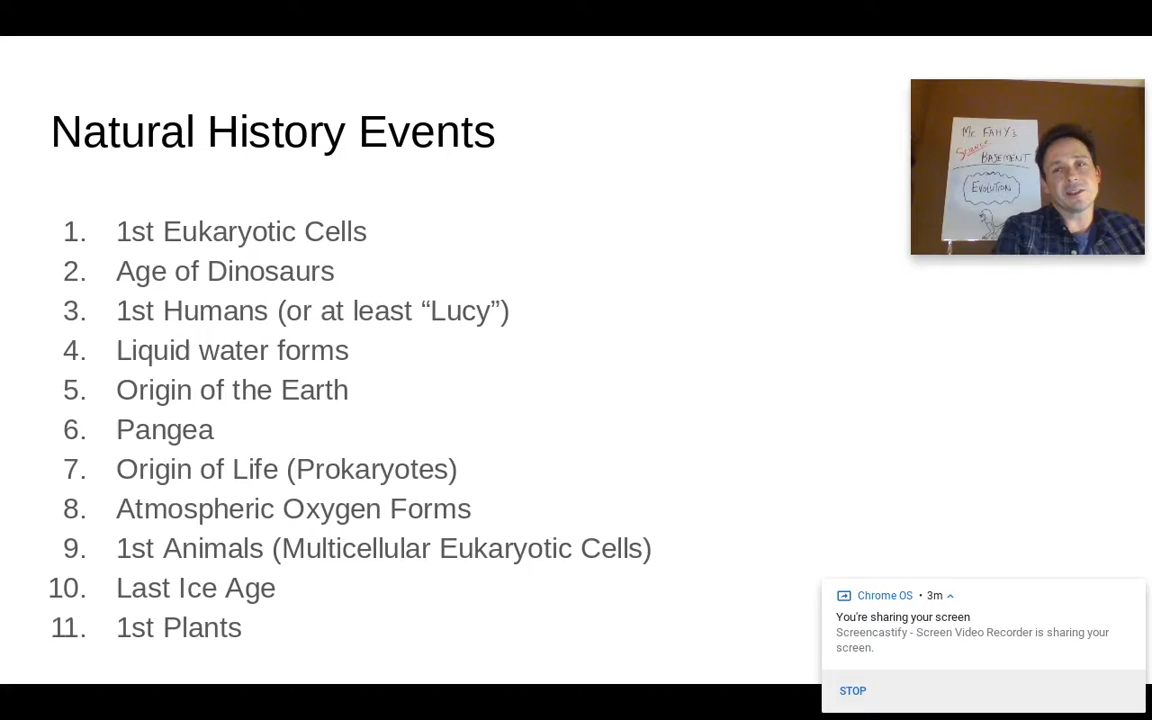 Natural History Events
1. 1st Eukaryotic Cells
2. Age of Dinosaurs
3. 1st Humans (or at least “Lucy”)
4. Liquid water forms
5. Origin of the Earth
6. Pangea
7. Origin of Life (Prokaryotes)
8. Atmospheric Oxygen Forms
9. 1st Animals (Multicellular Eukaryotic Cells)
10. Last Ice Age
11. 1st Plants
Mc FAHY's
SCIENCE
BASEMENT
EVOLUTION
Chrome OS • 3m
You're sharing your screen
Screencastify - Screen Video Recorder is sharing your
screen.
STOP